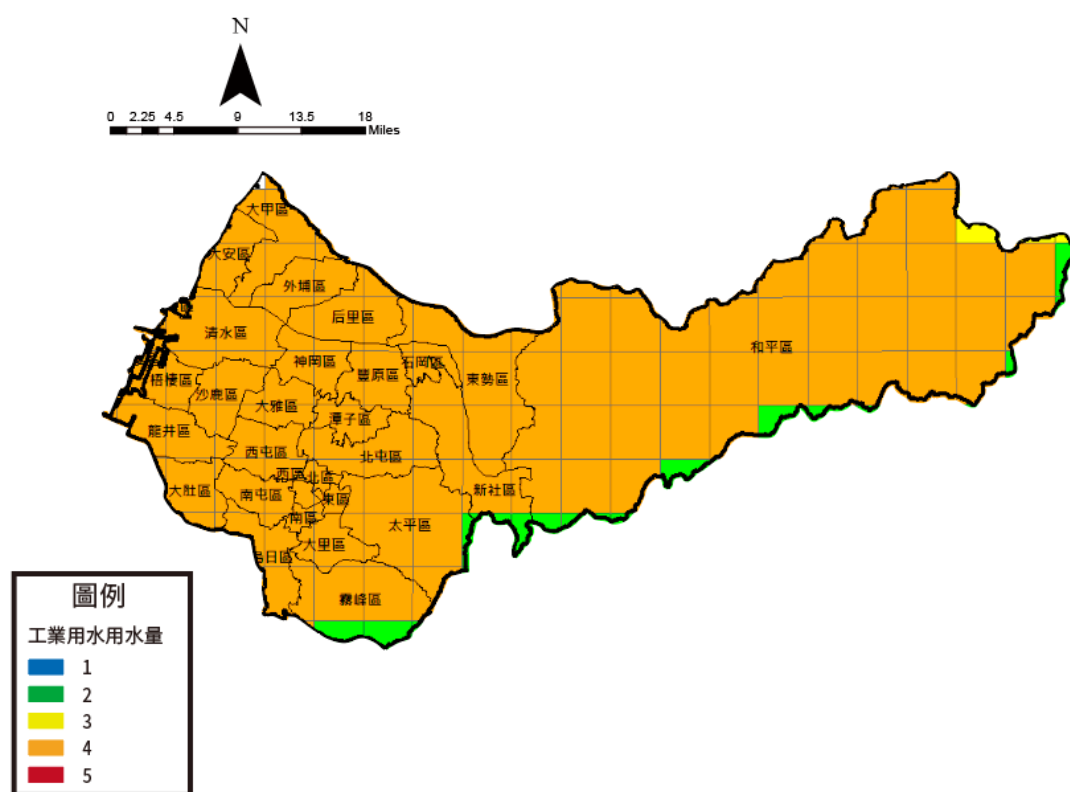 N
0 2.25 4.5 9 13.5 18
Miles
大甲區
大安區
外埔區
后里區
清水區
和平區
神岡區
石岡區
豐原區
東勢區
梧棲區
沙鹿區
大雅區
潭子區
龍井區
西屯區
北屯區
西區
北區
新社區
大肚區
南屯區
東區
南區
太平區
大里區
烏日區
霧峰區
圖例
工業用水用水量
1
2
3
4
5